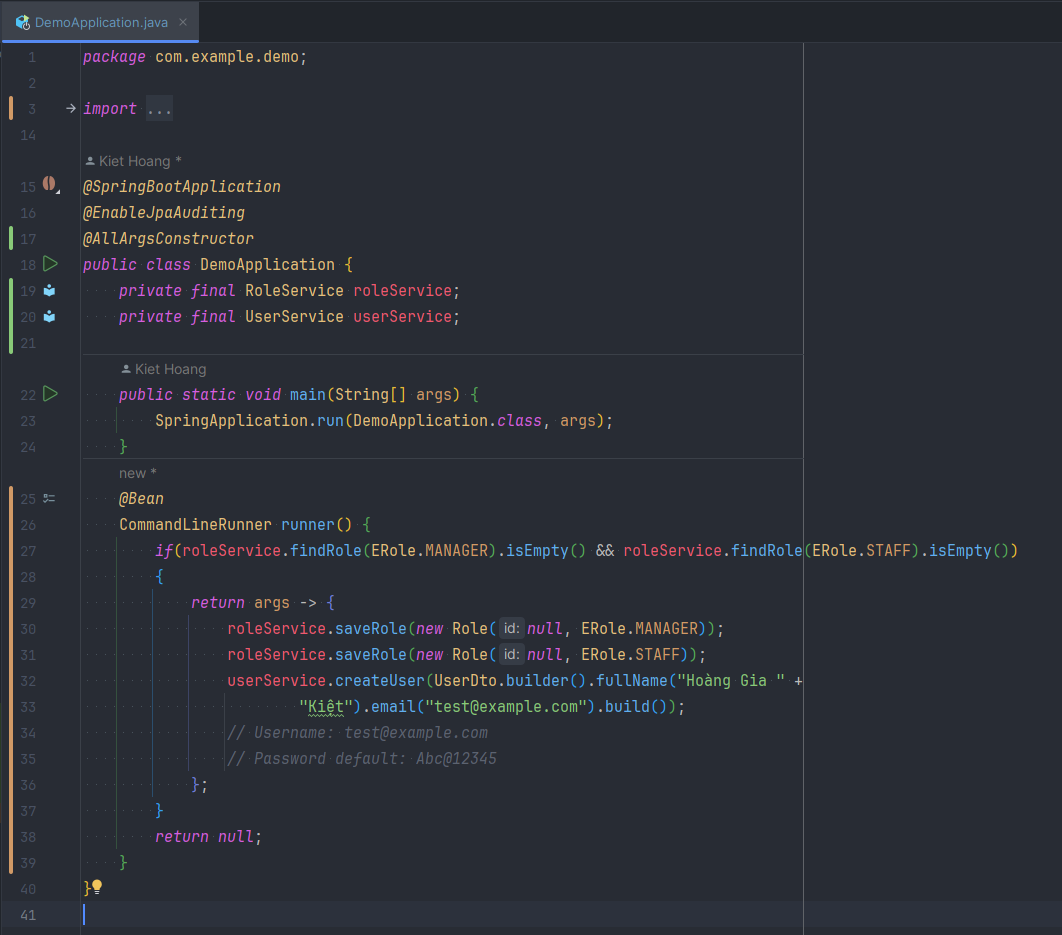 DemoApplication.java ×
1 package com.example.demo;
2
3 import ...
14
Kiet Hoang *
15 @SpringBootApplication
16 @EnableJpaAuditing
17 @AllArgsConstructor
18 public class DemoApplication {
19 private final RoleService roleService;
20 private final UserService userService;
21
Kiet Hoang
22 public static void main(String[] args) {
23 SpringApplication.run(DemoApplication.class, args);
24 }
new *
25 @Bean
26 CommandLineRunner runner() {
27 if(roleService.findRole(ERole.MANAGER).isEmpty() && roleService.findRole(ERole.STAFF).isEmpty())
28 {
29 return args -> {
30 roleService.saveRole(new Role( id: null, ERole.MANAGER));
31 roleService.saveRole(new Role( id: null, ERole.STAFF));
32 userService.createUser(UserDto.builder().fullName("Hoàng Gia " +
33 "Kiệt").email("test@example.com").build());
34 // Username: test@example.com
35 // Password default: Abc@12345
36 };
37 }
38 return null;
39 }
40 }
41